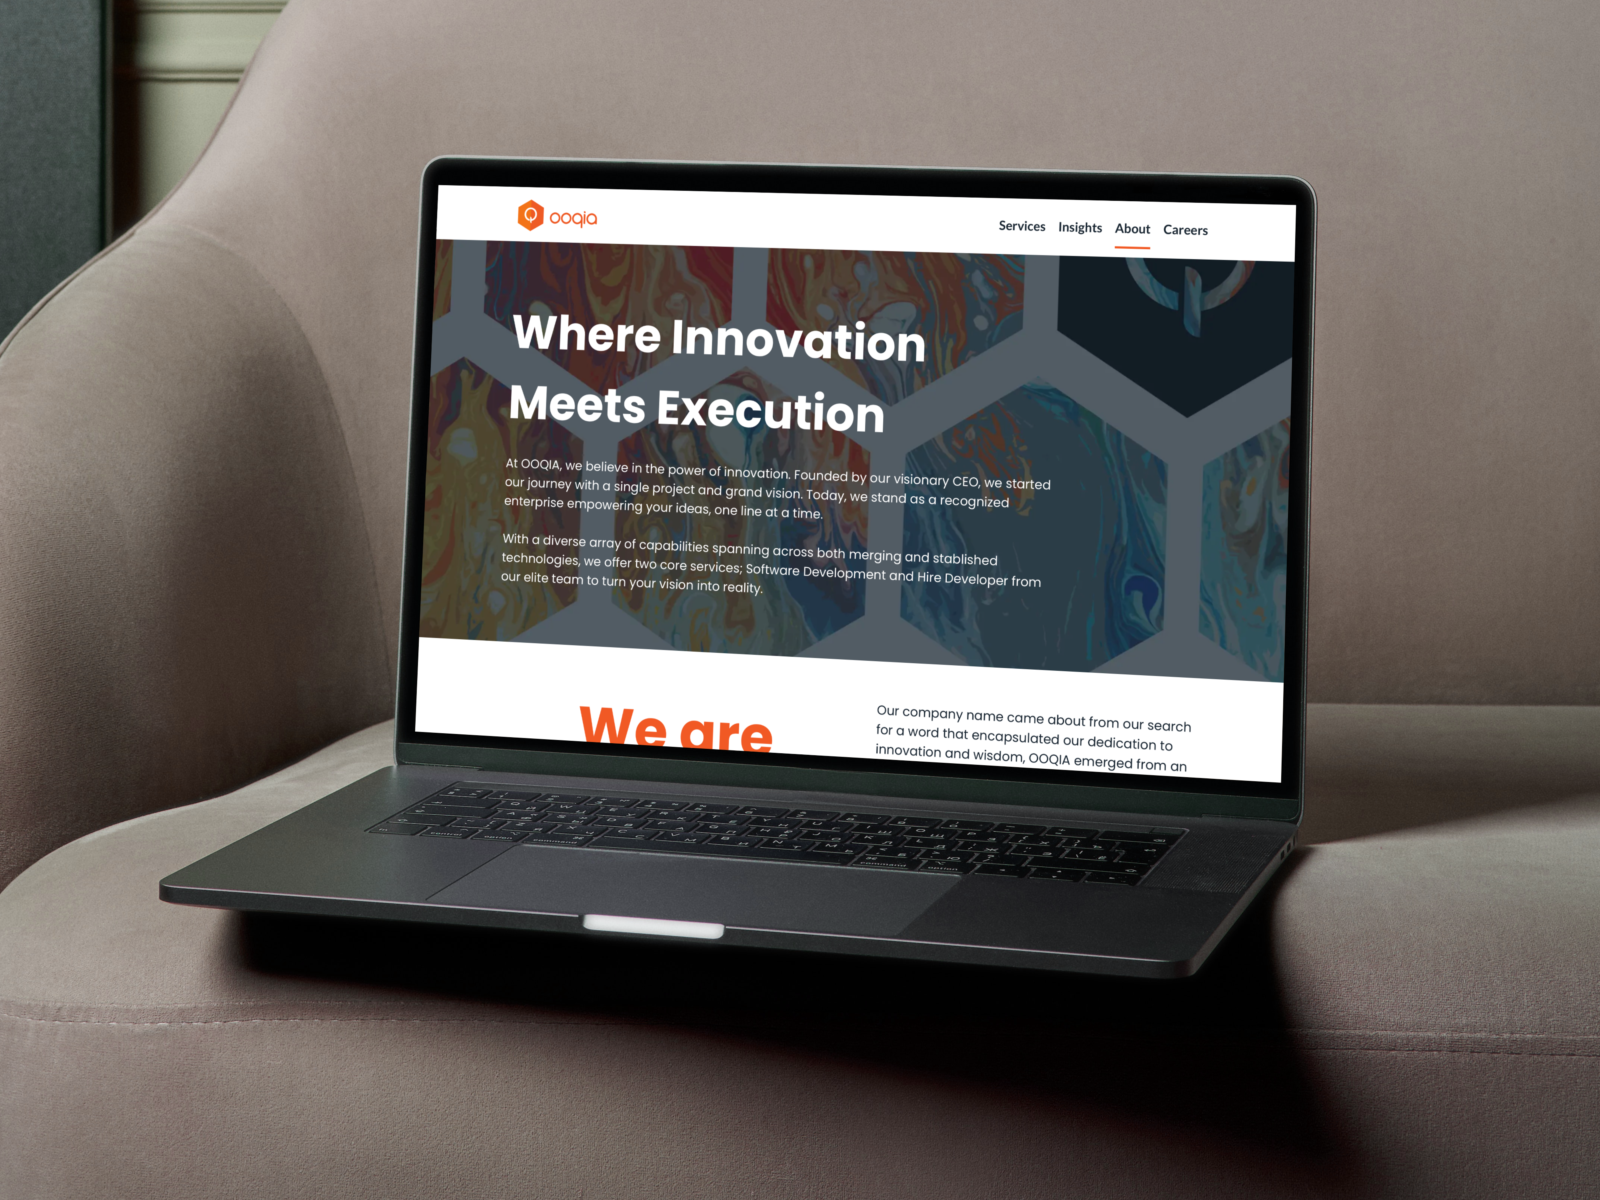 ooqia
Services Insights About Careers
Where Innovation
Meets Execution
At OOQIA, we believe in the power of innovation. Founded by our visionary CEO, we started
our journey with a single project and grand vision. Today, we stand as a recognized
enterprise empowering your ideas, one line at a time.
With a diverse array of capabilities spanning across both merging and stablished
technologies, we offer two core services; Software Development and Hire Developer from
our elite team to turn your vision into reality.
We are
Our company name came about from our search
for a word that encapsulated our dedication to
innovation and wisdom, OOQIA emerged from an
command
command
option